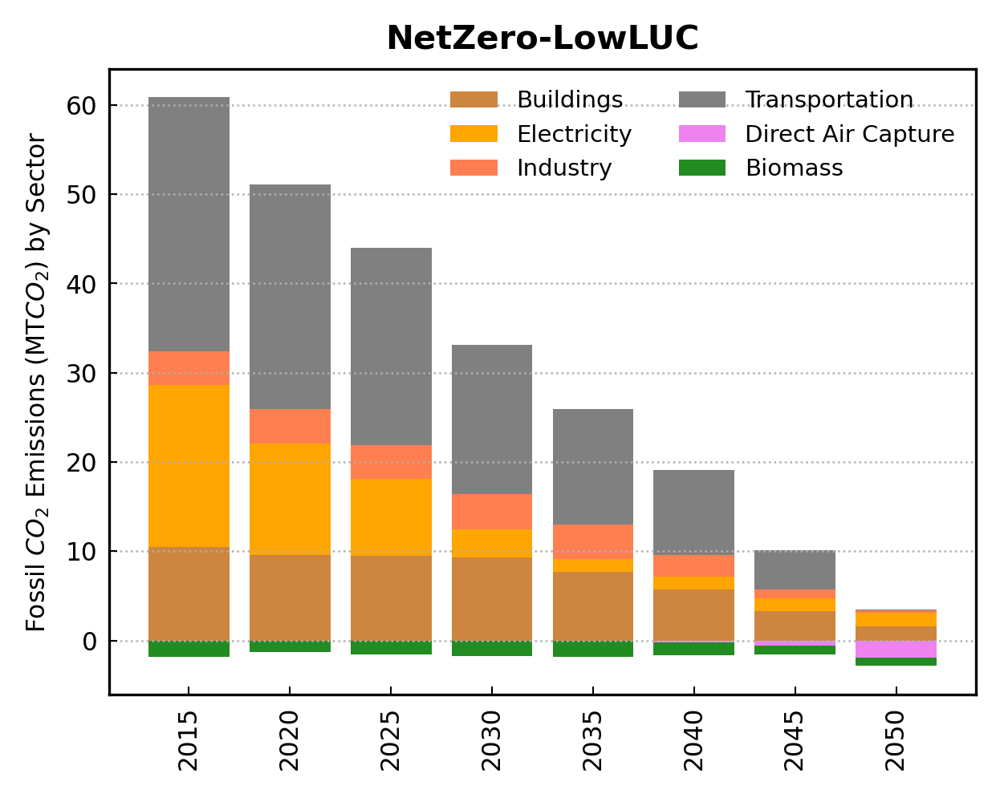 NetZero-LowLUC
Fossil CO₂ Emissions (MTCO₂) by Sector
60
50
40
30
20
10
0
Buildings
Electricity
Industry
Transportation
Direct Air Capture
Biomass
2015
2020
2025
2030
2035
2040
2045
2050